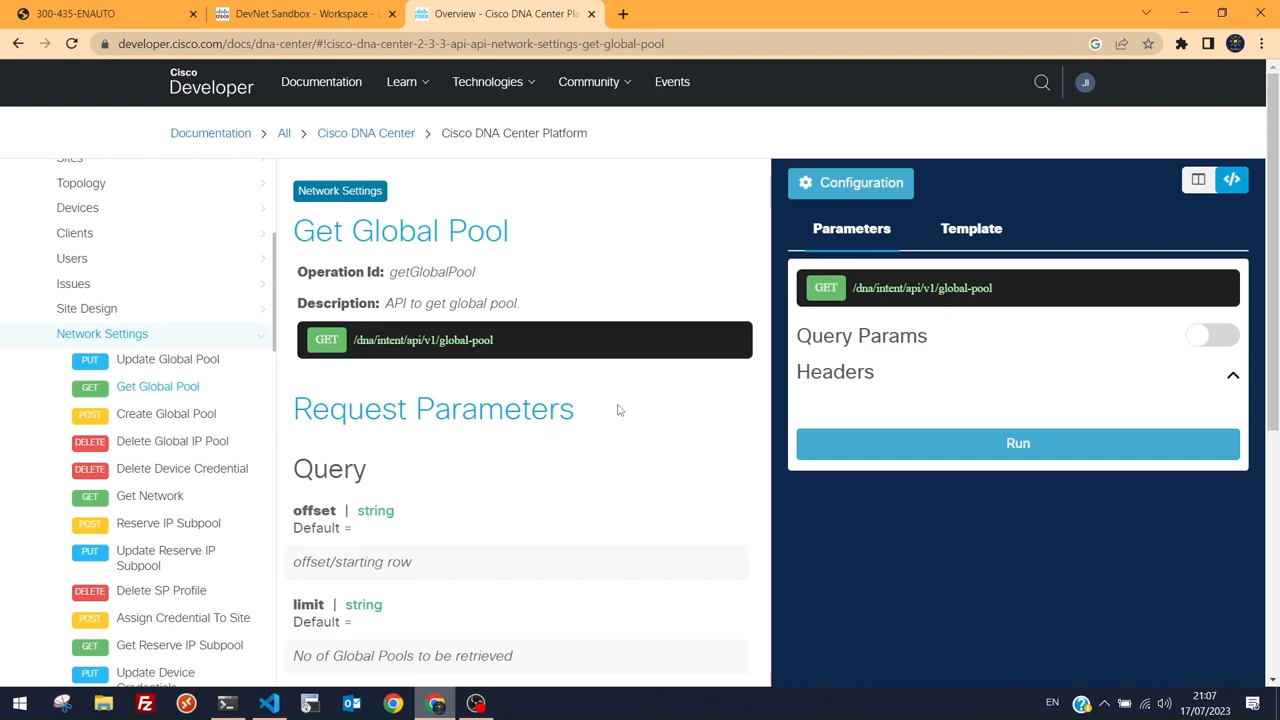 300-435-ENAUTO
DevNet Sandbox - Workspace - L
Overview - Cisco DNA Center Pla
developer.cisco.com/docs/dna-center/#!cisco-dna-center-2-3-3-api-api-network-settings-get-global-pool
Cisco
Developer
Documentation
Learn
Technologies
Community
Events
JI
Documentation
All
Cisco DNA Center
Cisco DNA Center Platform
Sites
Topology
Devices
Clients
Users
Issues
Site Design
Network Settings
PUT Update Global Pool
GET Get Global Pool
POST Create Global Pool
DELETE Delete Global IP Pool
DELETE Delete Device Credential
GET Get Network
POST Reserve IP Subpool
PUT Update Reserve IP
Subpool
DELETE Delete SP Profile
POST Assign Credential To Site
GET Get Reserve IP Subpool
PUT Update Device
Credentials
Network Settings
Get Global Pool
Operation Id: getGlobalPool
Description: API to get global pool.
GET /dna/intent/api/v1/global-pool
Request Parameters
Query
offset | string
Default =
offset/starting row
limit | string
Default =
No of Global Pools to be retrieved
Configuration
Parameters
Template
GET /dna/intent/api/v1/global-pool
Query Params
Headers
Run
EN
21:07
17/07/2023